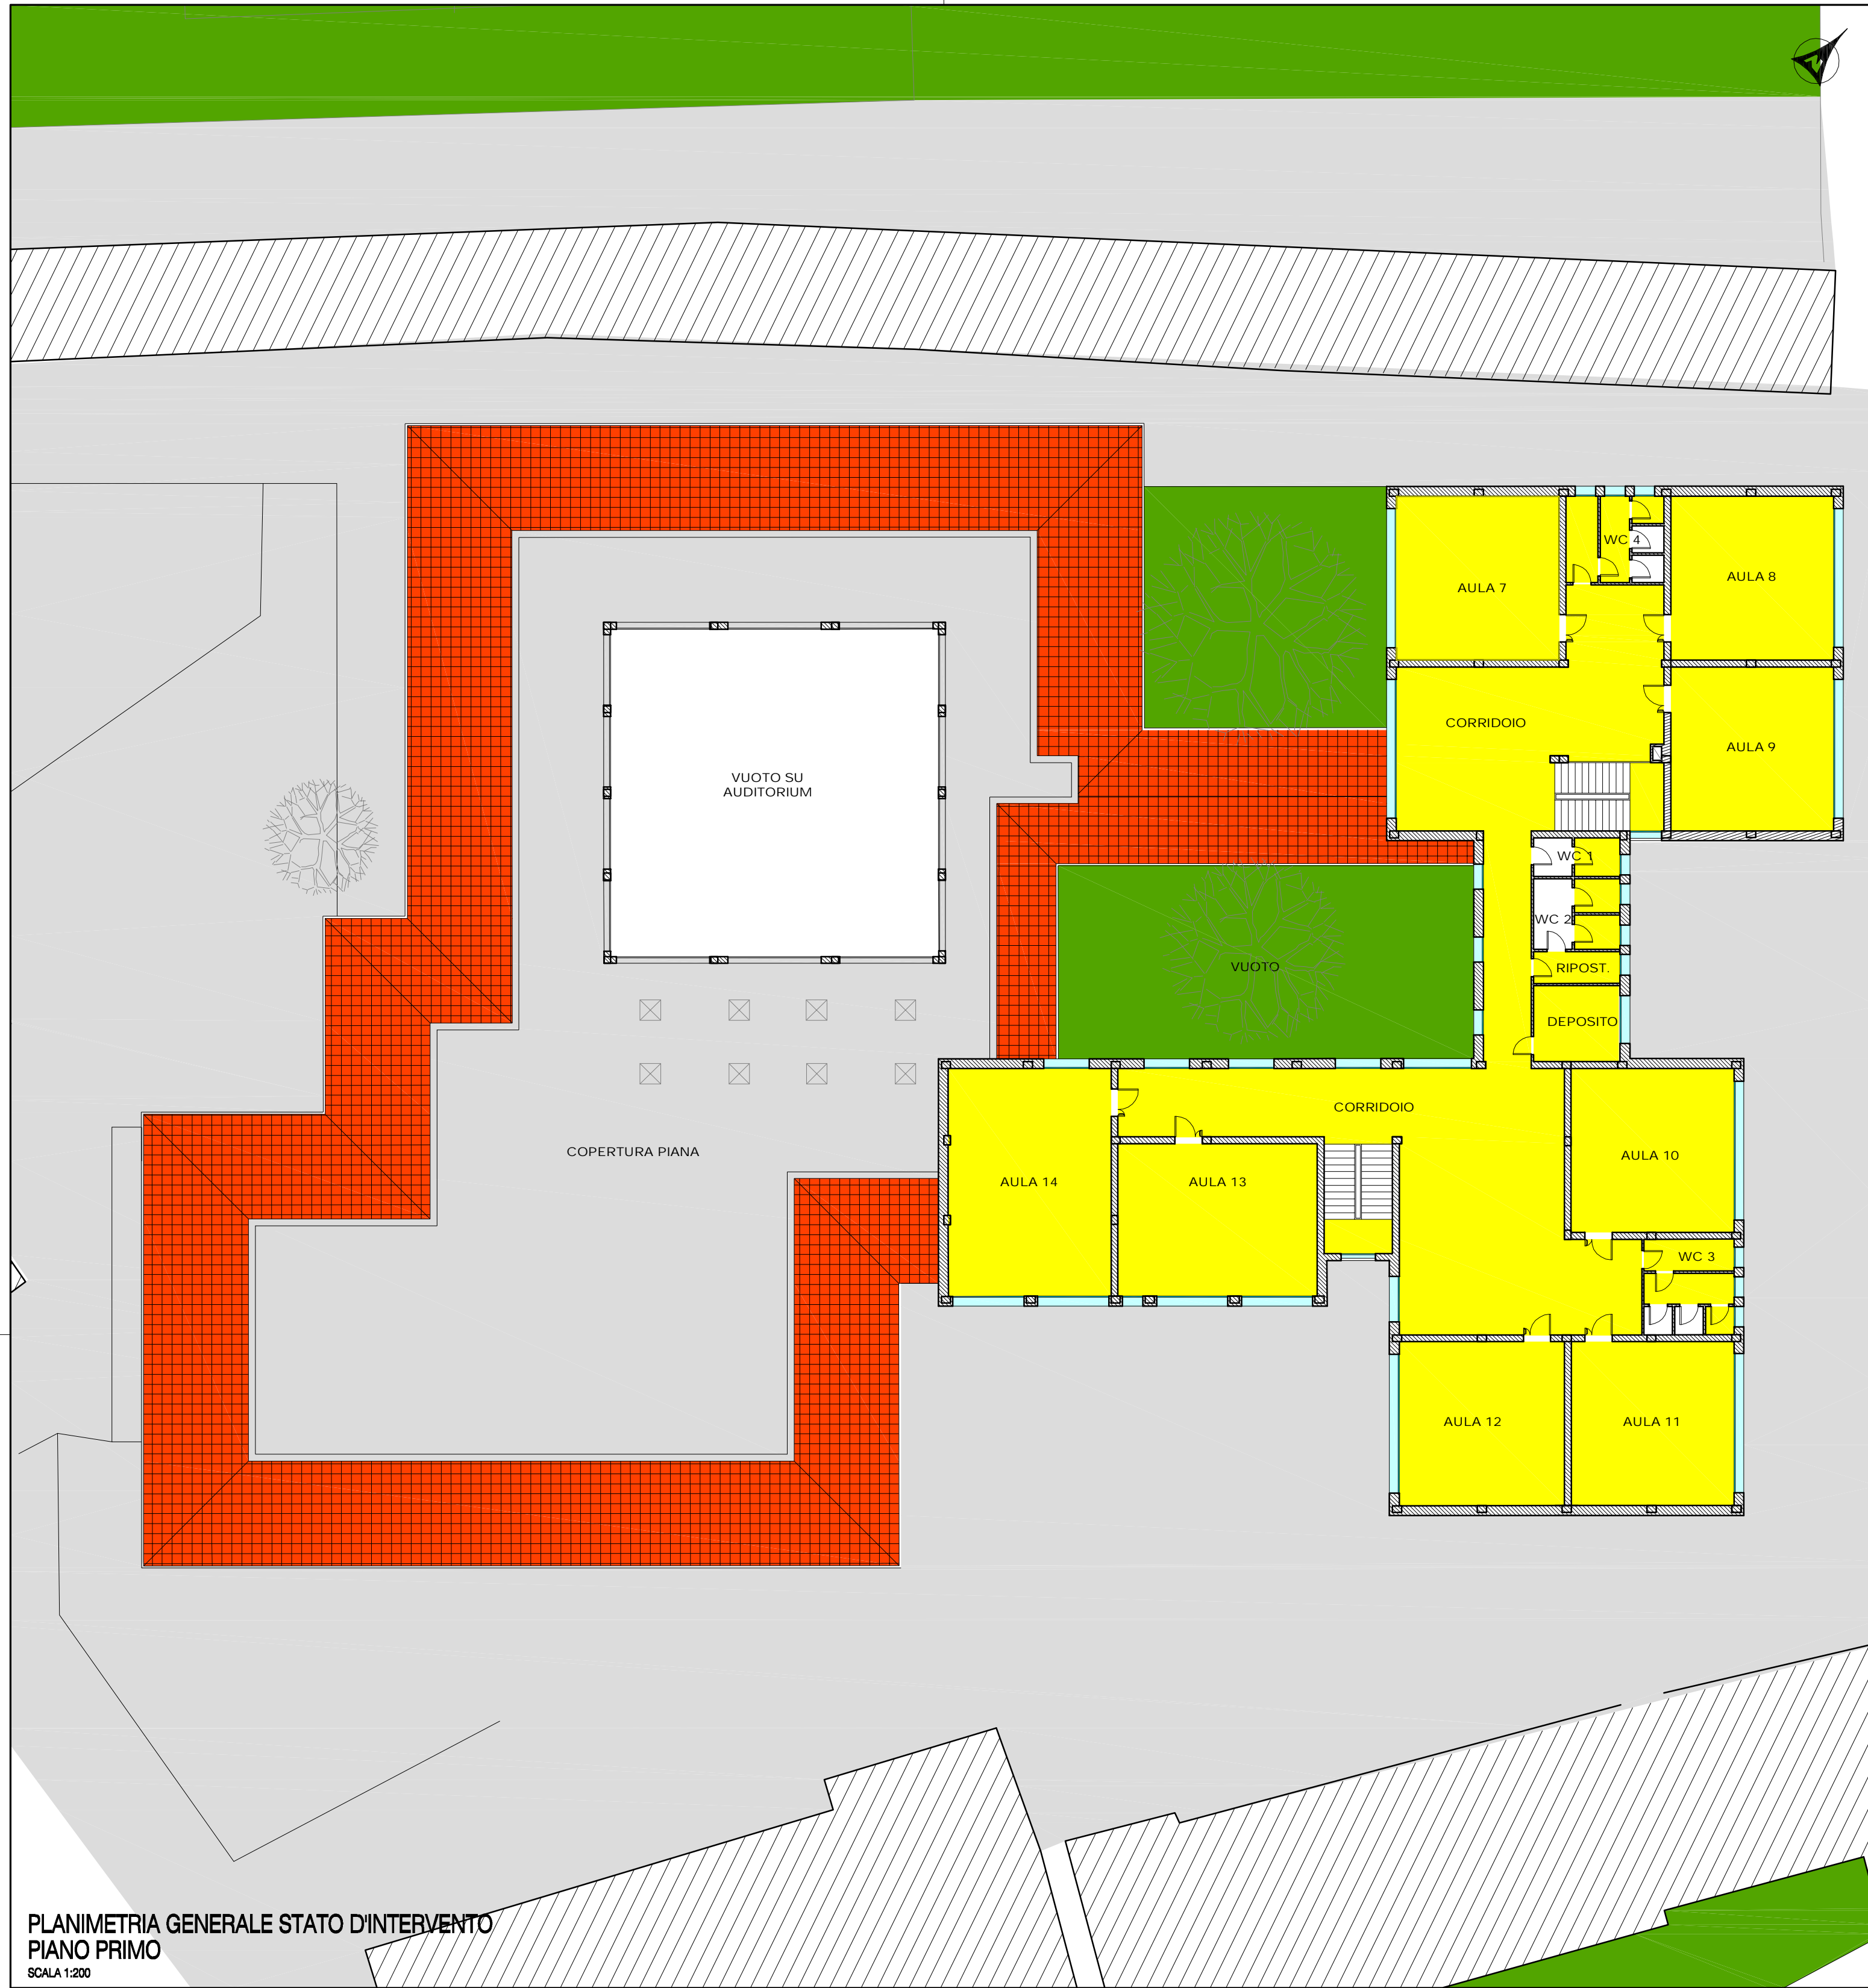 WC 4
AULA 7
AULA 8
CORRIDOIO
AULA 9
VUOTO SU
AUDITORIUM
WC 1
WC 2
VUOTO
RIPOST.
DEPOSITO
CORRIDOIO
COPERTURA PIANA
AULA 14
AULA 13
AULA 10
WC 3
AULA 12
AULA 11
PLANIMETRIA GENERALE STATO D'INTERVENTO
PIANO PRIMO
SCALA 1:200